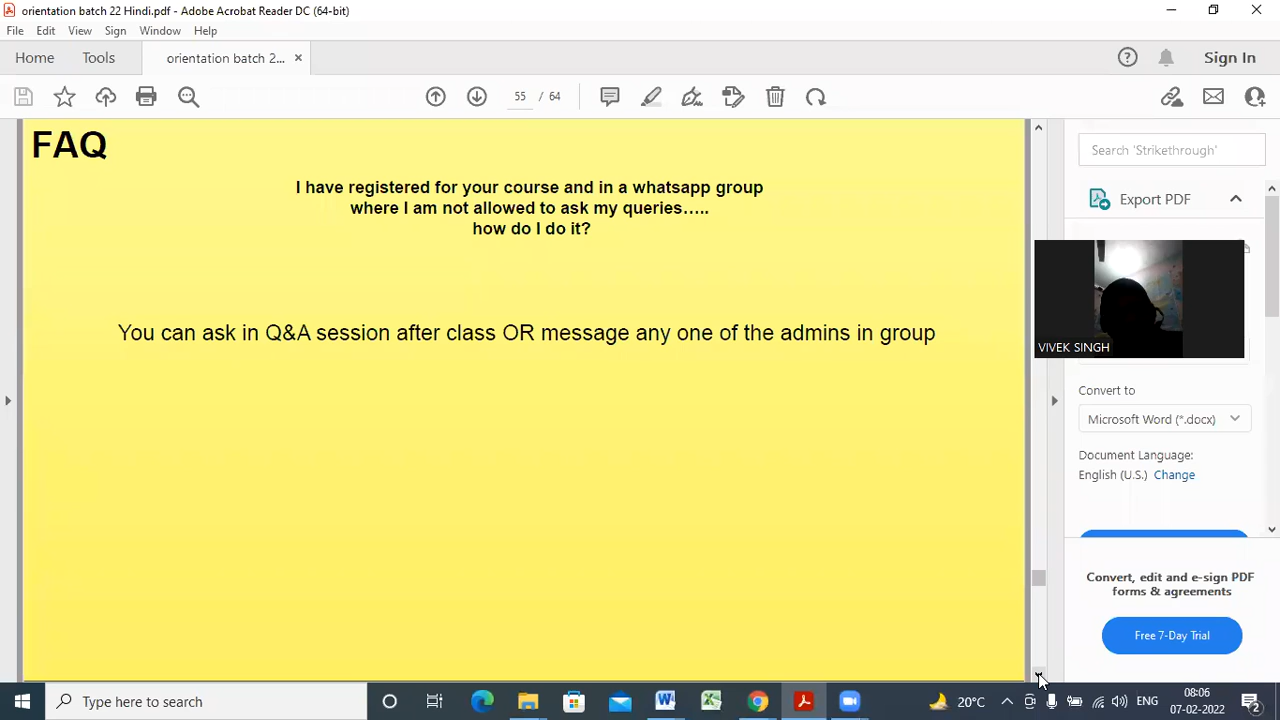 orientation batch 22 Hindi.pdf - Adobe Acrobat Reader DC (64-bit)
File Edit View Sign Window Help
Home Tools orientation batch 2... × Sign In
55 / 64
FAQ
I have registered for your course and in a whatsapp group
where I am not allowed to ask my queries…..
how do I do it?
You can ask in Q&A session after class OR message any one of the admins in group
Search 'Strikethrough'
Export PDF
VIVEK SINGH
Convert to
Microsoft Word (*.docx)
Document Language:
English (U.S.) Change
Convert, edit and e-sign PDF
forms & agreements
Free 7-Day Trial
Type here to search
20°C
ENG
08:06
07-02-2022
2